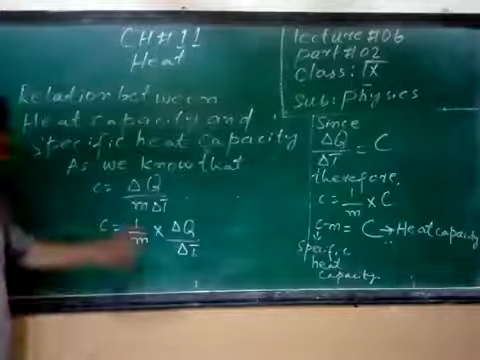 CH#11
Heat
Lecture #06
Part #02
Class: IX
Sub: Physics
Relation between
Heat capacity and
specific heat capacity
As we know that
c = ΔQ / mΔT
c = 1/m × ΔQ/ΔT
Since
ΔQ/ΔT = C
therefore,
c = 1/m × C
c·m = C → Heat capacity
↓
specific
heat
capacity